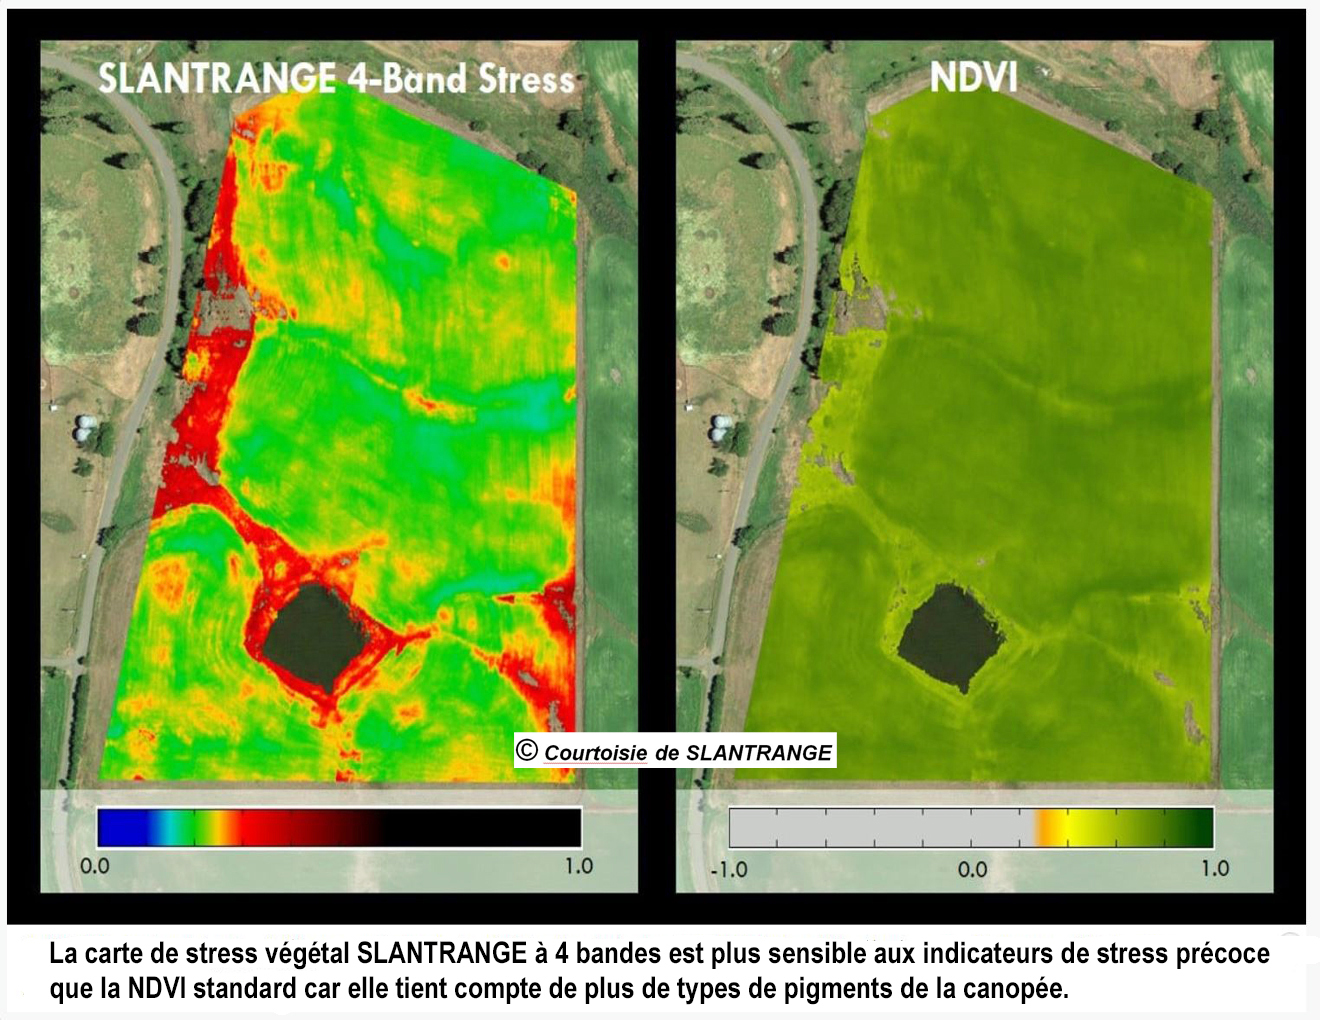 SLANTRANGE 4-Band Stress
NDVI
© Courtoisie de SLANTRANGE
0.0
1.0
-1.0
0.0
1.0
La carte de stress végétal SLANTRANGE à 4 bandes est plus sensible aux indicateurs de stress précoce
que la NDVI standard car elle tient compte de plus de types de pigments de la canopée.